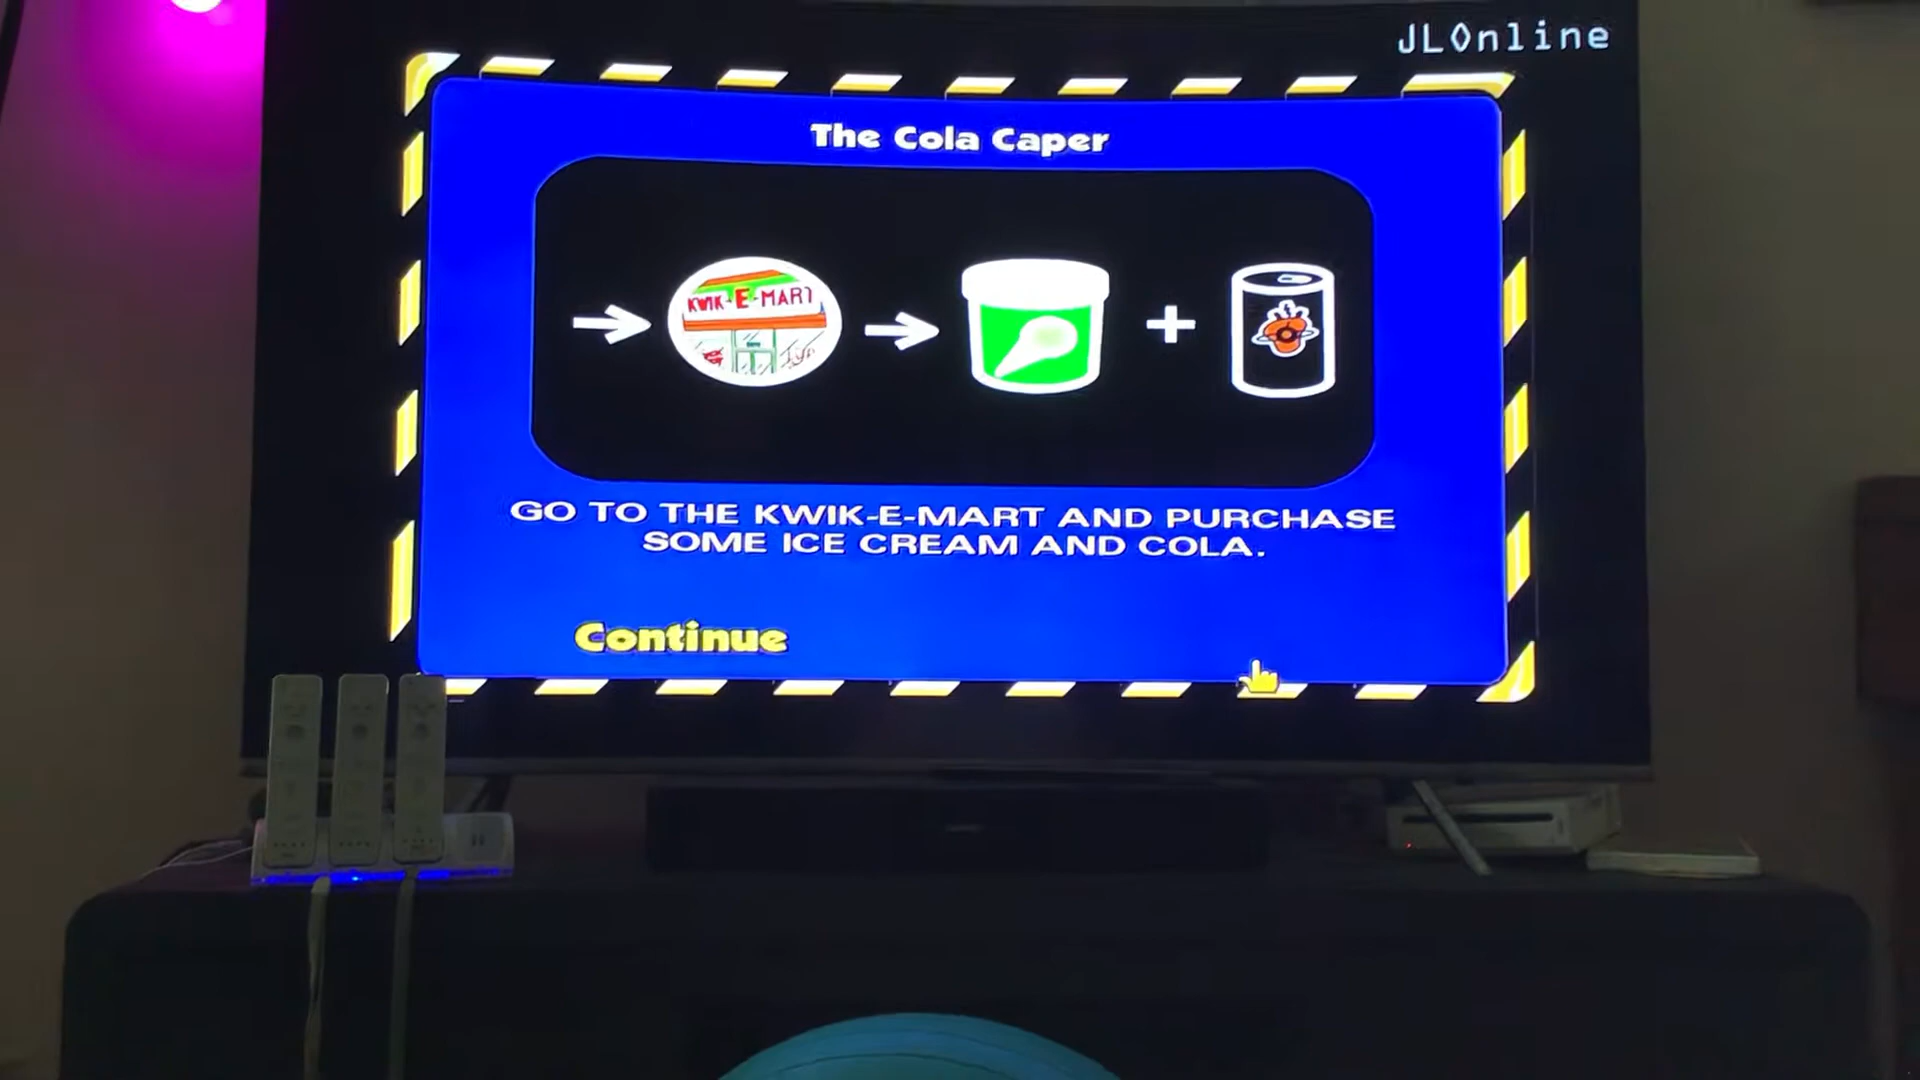 JLOnline
The Cola Caper
KWIK-E-MART
GO TO THE KWIK-E-MART AND PURCHASE
SOME ICE CREAM AND COLA.
Continue